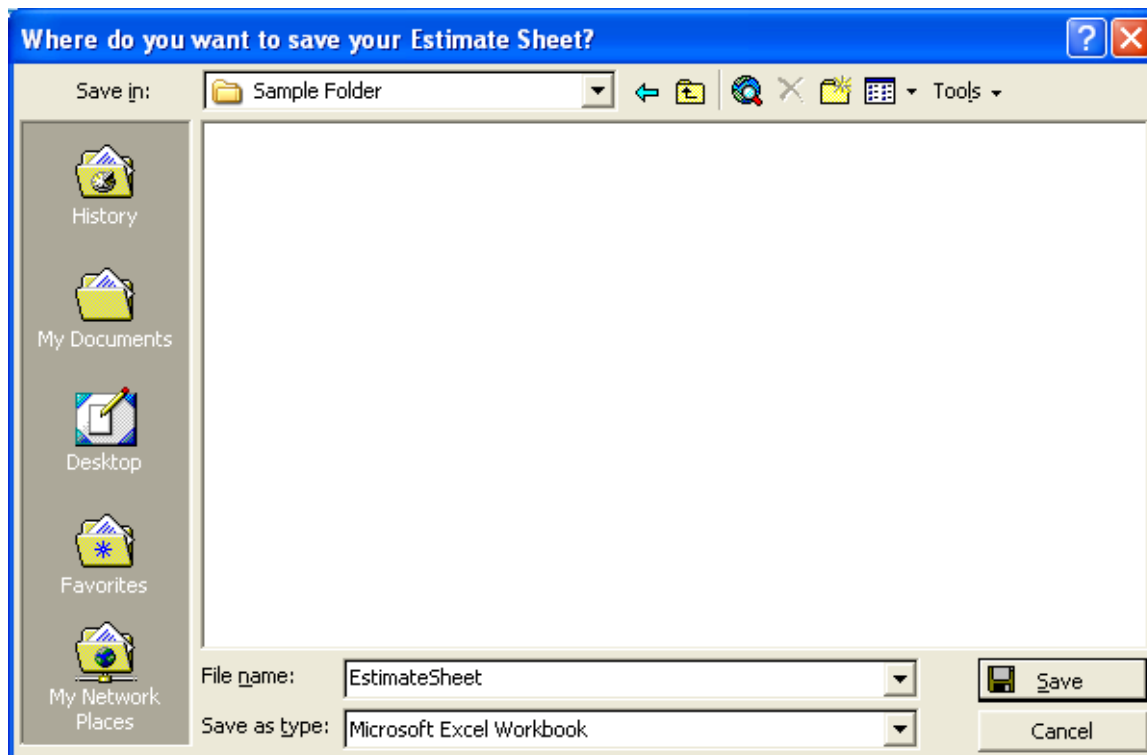 Where do you want to save your Estimate Sheet?
Save in: Sample Folder Tools
History
My Documents
Desktop
Favorites
My Network
Places
File name: EstimateSheet Save
Save as type: Microsoft Excel Workbook Cancel